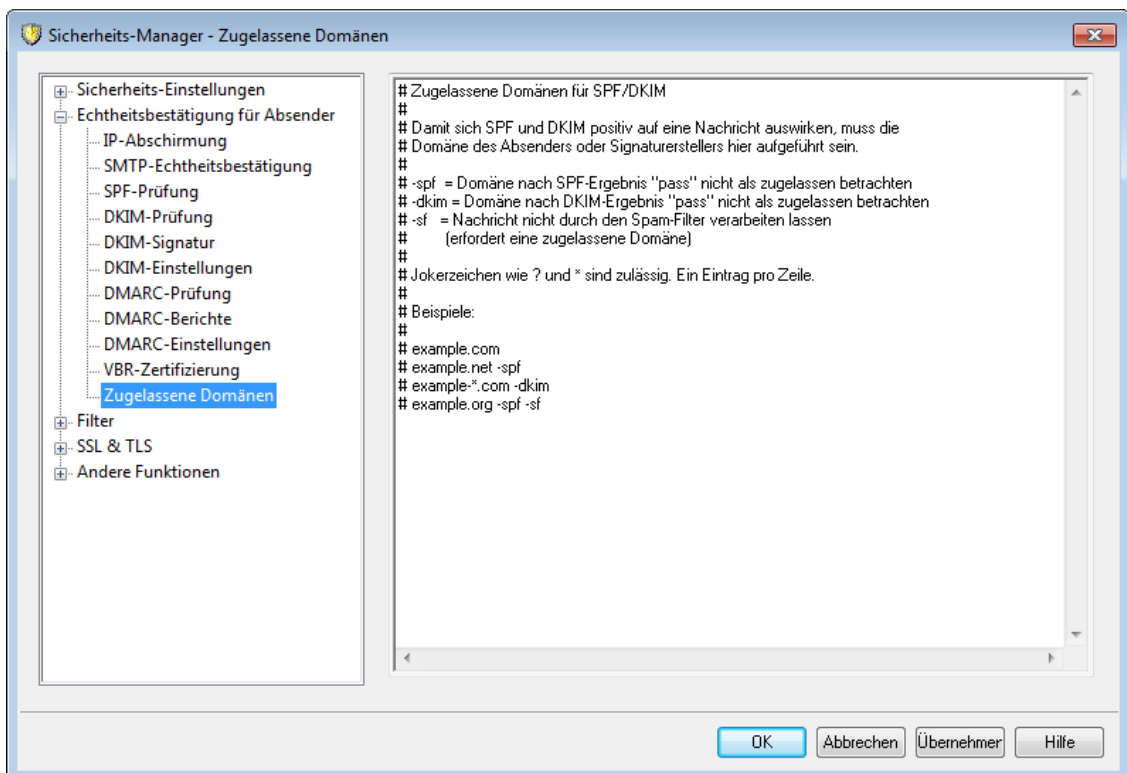 Sicherheits-Manager - Zugelassene Domänen
Sicherheits-Einstellungen
Echtheitsbestätigung für Absender
IP-Abschirmung
SMTP-Echtheitsbestätigung
SPF-Prüfung
DKIM-Prüfung
DKIM-Signatur
DKIM-Einstellungen
DMARC-Prüfung
DMARC-Berichte
DMARC-Einstellungen
VBR-Zertifizierung
Zugelassene Domänen
Filter
SSL & TLS
Andere Funktionen
# Zugelassene Domänen für SPF/DKIM
#
# Damit sich SPF und DKIM positiv auf eine Nachricht auswirken, muss die
# Domäne des Absenders oder Signaturerstellers hier aufgeführt sein.
#
# -spf = Domäne nach SPF-Ergebnis "pass" nicht als zugelassen betrachten
# -dkim = Domäne nach DKIM-Ergebnis "pass" nicht als zugelassen betrachten
# -sf = Nachricht nicht durch den Spam-Filter verarbeiten lassen
# (erfordert eine zugelassene Domäne)
#
# Jokerzeichen wie ? und * sind zulässig. Ein Eintrag pro Zeile.
#
# Beispiele:
#
# example.com
# example.net -spf
# example-*.com -dkim
# example.org -spf -sf
OK
Abbrechen
Übernehmer
Hilfe